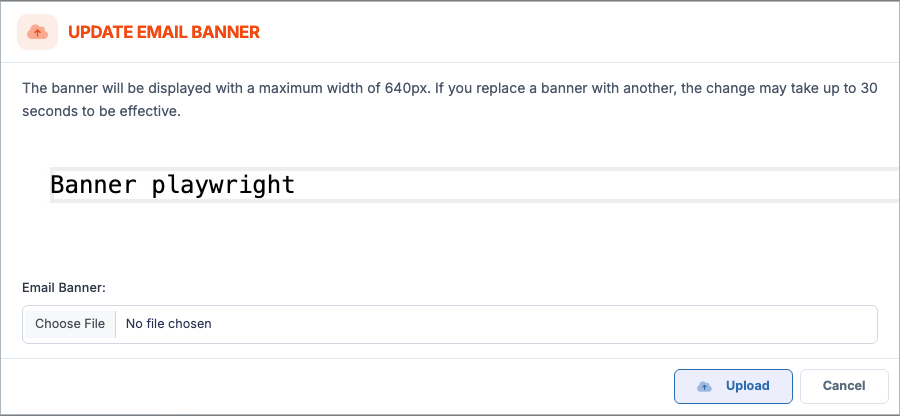 UPDATE EMAIL BANNER
The banner will be displayed with a maximum width of 640px. If you replace a banner with another, the change may take up to 30
seconds to be effective.
Banner playwright
Email Banner:
Choose File No file chosen
Upload Cancel